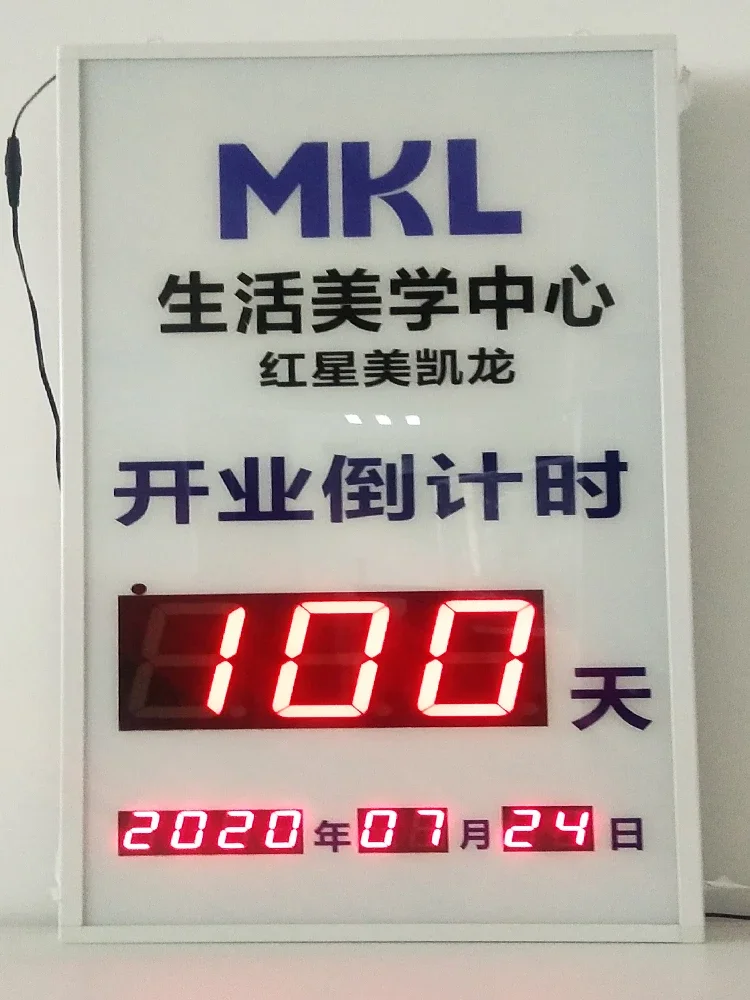 MKL
生活美学中心
红星美凯龙
开业倒计时
100天
2020年07月24日